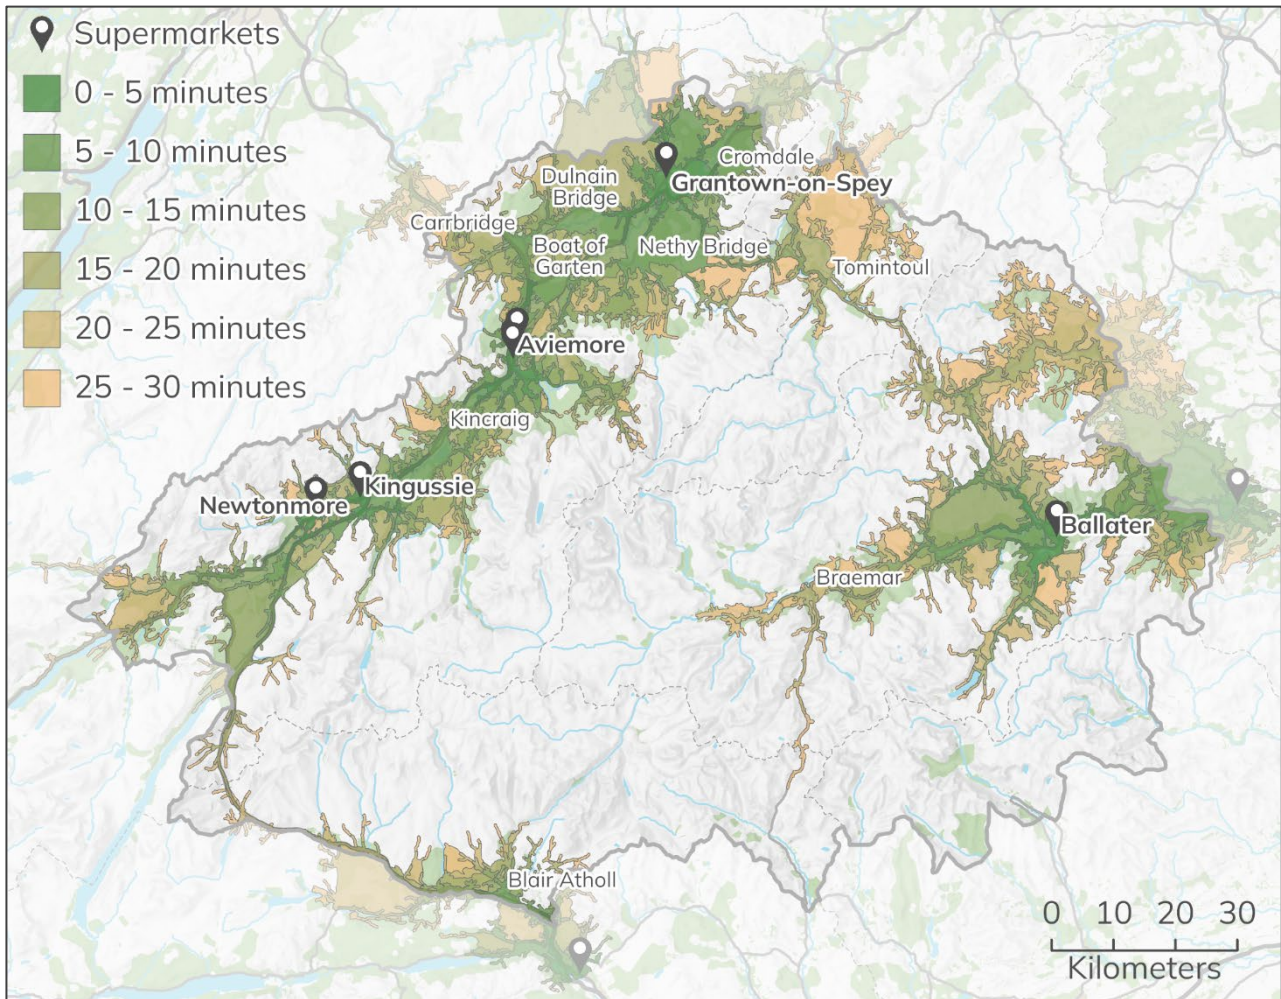 Supermarkets
0 - 5 minutes
5 - 10 minutes
10 - 15 minutes
15 - 20 minutes
20 - 25 minutes
25 - 30 minutes
Cromdale
Dulnain
Bridge
Grantown-on-Spey
Carrbridge
Boat of
Garten
Nethy Bridge
Tomintoul
Aviemore
Kincraig
Kingussie
Newtonmore
Ballater
Braemar
Blair Atholl
0 10 20 30
Kilometers